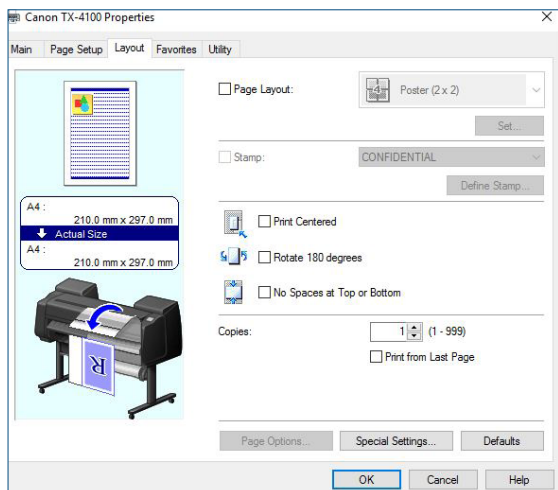 Canon TX-4100 Properties
Main Page Setup Layout Favorites Utility
Page Layout:
4
Poster (2 x 2)
Set...
Stamp:
CONFIDENTIAL
Define Stamp...
A4 :
210.0 mm x 297.0 mm
Actual Size
A4 :
210.0 mm x 297.0 mm
Print Centered
Rotate 180 degrees
No Spaces at Top or Bottom
R
Copies:
1 (1 - 999)
Print from Last Page
Page Options... Special Settings... Defaults
OK Cancel Help